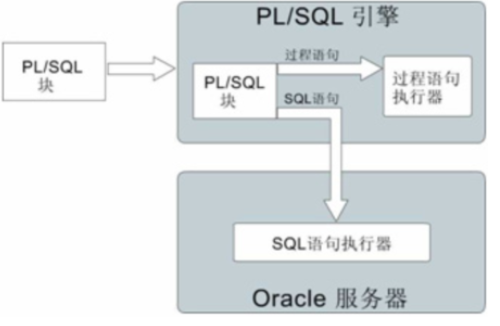 PL/SQL 引擎
PL/SQL
块
PL/SQL
块
过程语句
SQL语句
过程语句
执行器
SQL语句执行器
Oracle 服务器